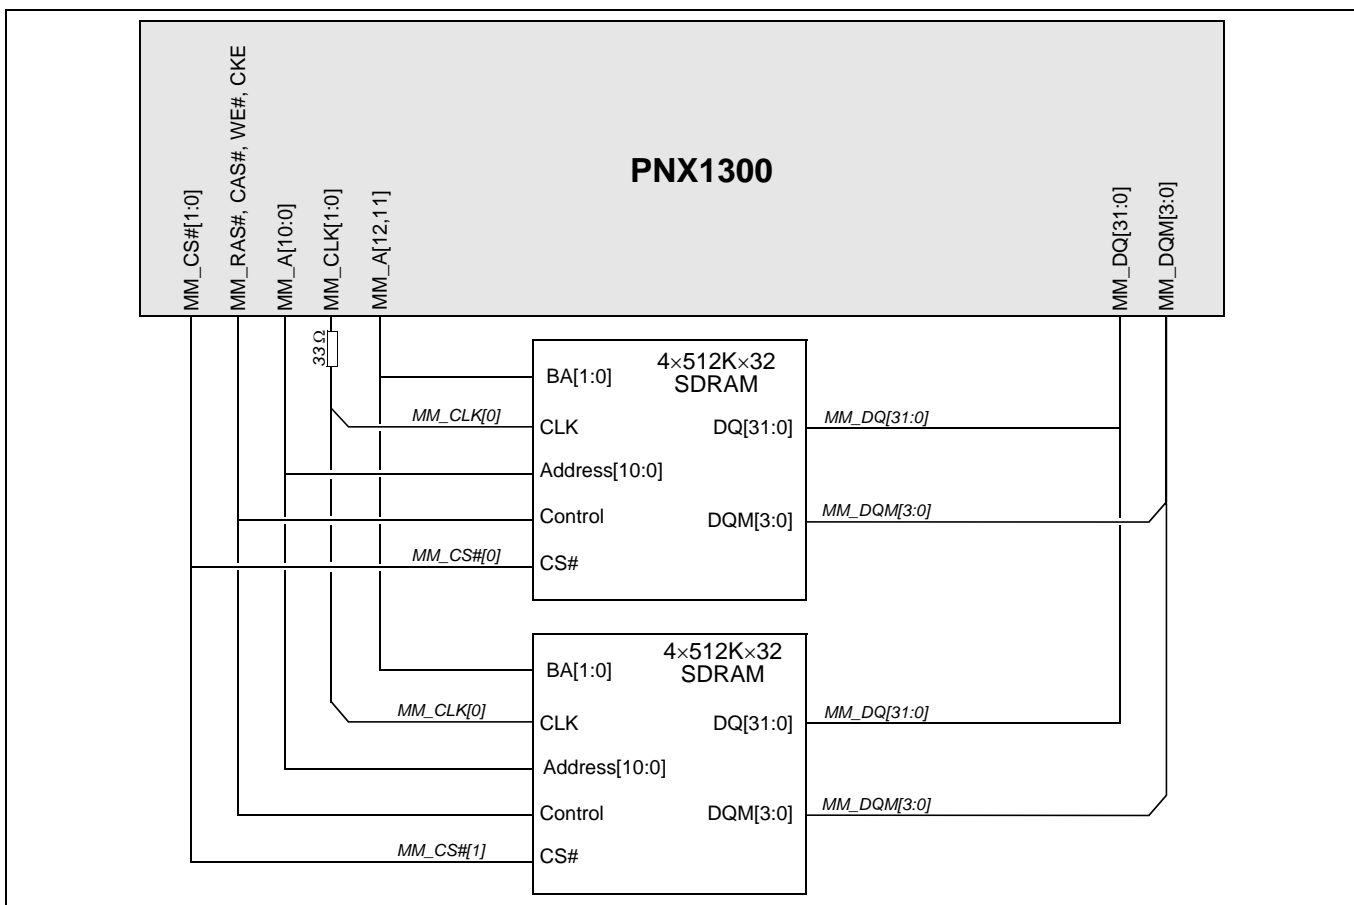 PNX1300
MM_CS#[1:0]
MM_RAS#, CAS#, WE#, CKE
MM_A[10:0]
MM_CLK[1:0]
MM_A[12,11]
MM_DQ[31:0]
MM_DQM[3:0]
33 Ω
4×512K×32
SDRAM
BA[1:0]
MM_CLK[0]
CLK
DQ[31:0]
MM_DQ[31:0]
Address[10:0]
Control
DQM[3:0]
MM_DQM[3:0]
MM_CS#[0]
CS#
4×512K×32
SDRAM
BA[1:0]
MM_CLK[0]
CLK
DQ[31:0]
MM_DQ[31:0]
Address[10:0]
Control
DQM[3:0]
MM_DQM[3:0]
MM_CS#[1]
CS#